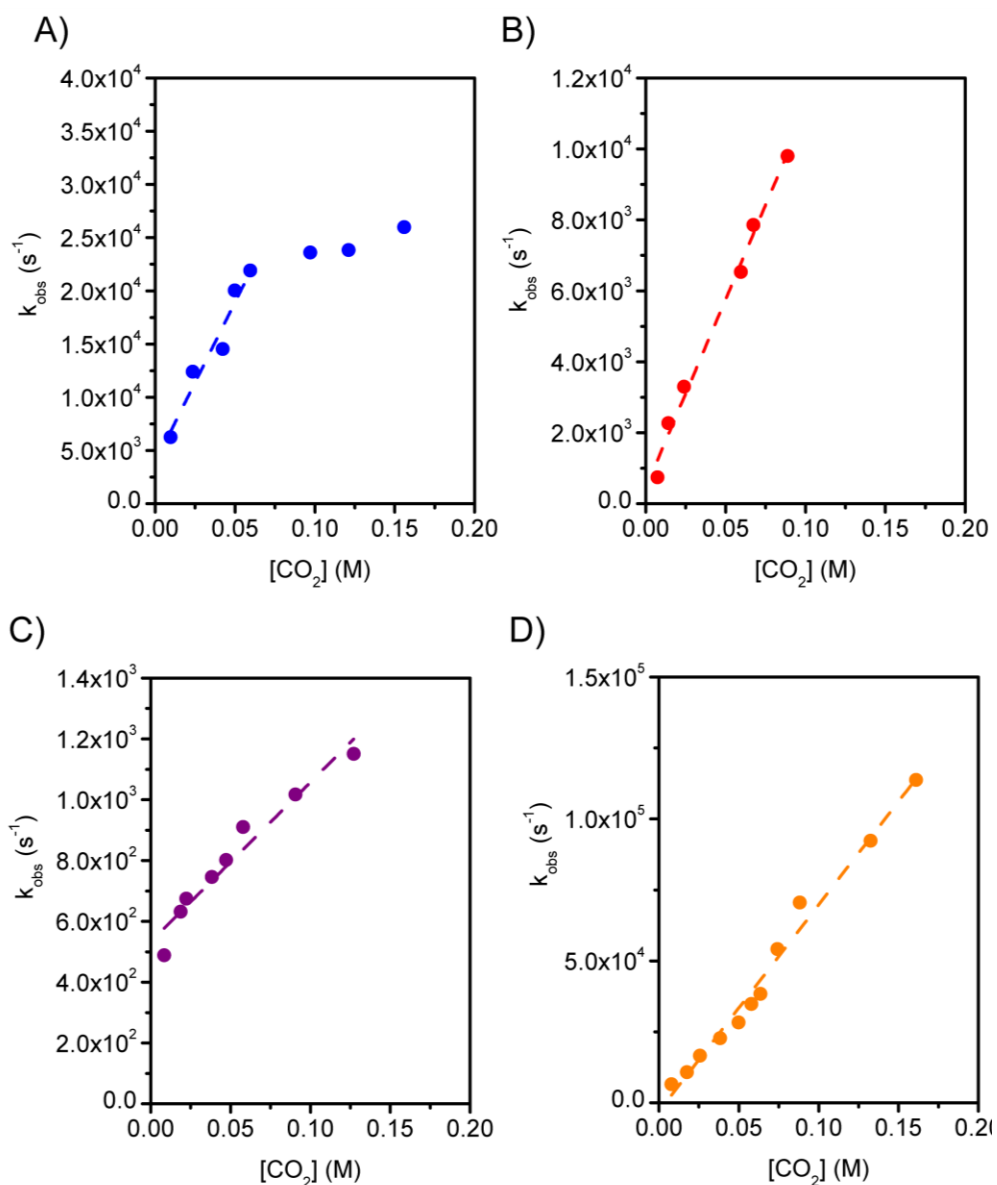 A)
4.0x10⁴
3.5x10⁴
3.0x10⁴
2.5x10⁴
2.0x10⁴
1.5x10⁴
1.0x10⁴
5.0x10³
0.0
k_obs (s⁻¹)
0.00 0.05 0.10 0.15 0.20
[CO₂] (M)
B)
1.2x10⁴
1.0x10⁴
8.0x10³
6.0x10³
4.0x10³
2.0x10³
0.0
k_obs (s⁻¹)
0.00 0.05 0.10 0.15 0.20
[CO₂] (M)
C)
1.4x10³
1.2x10³
1.0x10³
8.0x10²
6.0x10²
4.0x10²
2.0x10²
0.0
k_obs (s⁻¹)
0.00 0.05 0.10 0.15 0.20
[CO₂] (M)
D)
1.5x10⁵
1.0x10⁵
5.0x10⁴
0.0
k_obs (s⁻¹)
0.00 0.05 0.10 0.15 0.20
[CO₂] (M)